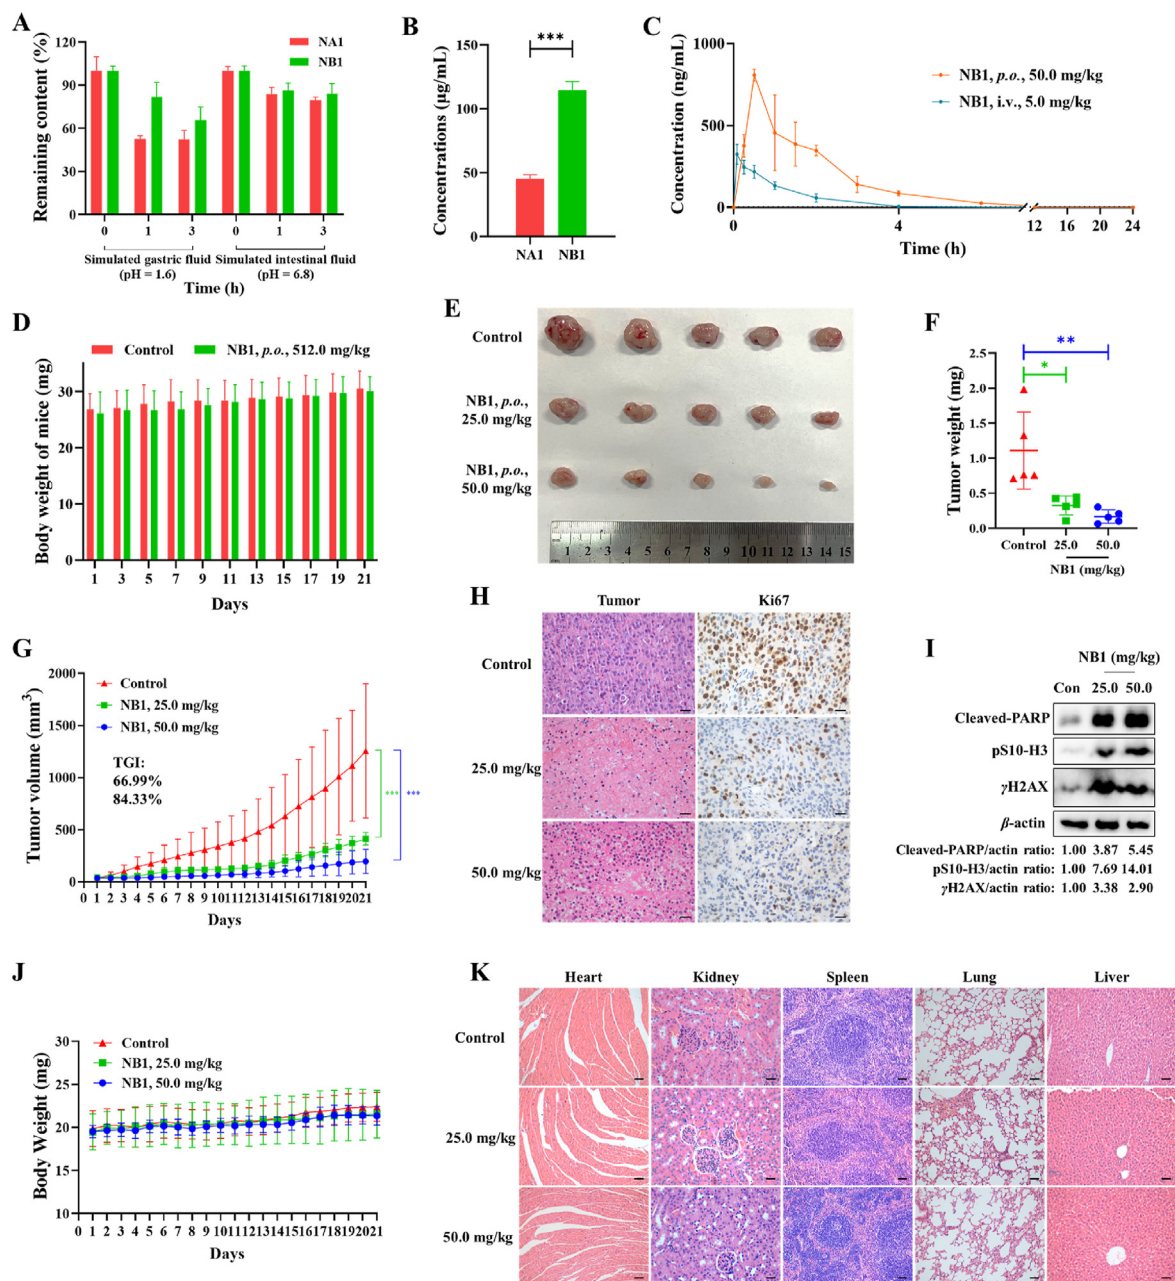 A
Remaining content (%)
120
90
60
30
0
NA1
NB1
0 1 3 0 1 3
Simulated gastric fluid
(pH = 1.6)
Simulated intestinal fluid
(pH = 6.8)
Time (h)
B
Concentrations (μg/mL)
150
100
50
0
***
NA1 NB1
C
Concentration (ng/mL)
1000
500
0
NB1, p.o., 50.0 mg/kg
NB1, i.v., 5.0 mg/kg
0 4 12 16 20 24
Time (h)
D
Body weight of mice (mg)
30
20
10
0
Control
NB1, p.o., 512.0 mg/kg
1 3 5 7 9 11 13 15 17 19 21
Days
E
Control
NB1, p.o.,
25.0 mg/kg
NB1, p.o.,
50.0 mg/kg
1 2 3 4 5 6 7 8 9 10 11 12 13 14 15
F
Tumor weight (mg)
2.5
2.0
1.5
1.0
0.5
0.0
**
*
Control 25.0 50.0
NB1 (mg/kg)
G
Tumor volume (mm3)
2000
1500
1000
500
0
Control
NB1, 25.0 mg/kg
NB1, 50.0 mg/kg
TGI:
66.99%
84.33%
*** ***
0 1 2 3 4 5 6 7 8 9 10 11 12 13 14 15 16 17 18 19 20 21
Days
H
Tumor Ki67
Control
25.0 mg/kg
50.0 mg/kg
I
NB1 (mg/kg)
Con 25.0 50.0
Cleaved-PARP
pS10-H3
γH2AX
β-actin
Cleaved-PARP/actin ratio: 1.00 3.87 5.45
pS10-H3/actin ratio: 1.00 7.69 14.01
γH2AX/actin ratio: 1.00 3.38 2.90
J
Body Weight (mg)
30
25
20
15
10
Control
NB1, 25.0 mg/kg
NB1, 50.0 mg/kg
0 1 2 3 4 5 6 7 8 9 10 11 12 13 14 15 16 17 18 19 20 21
Days
K
Heart Kidney Spleen Lung Liver
Control
25.0 mg/kg
50.0 mg/kg